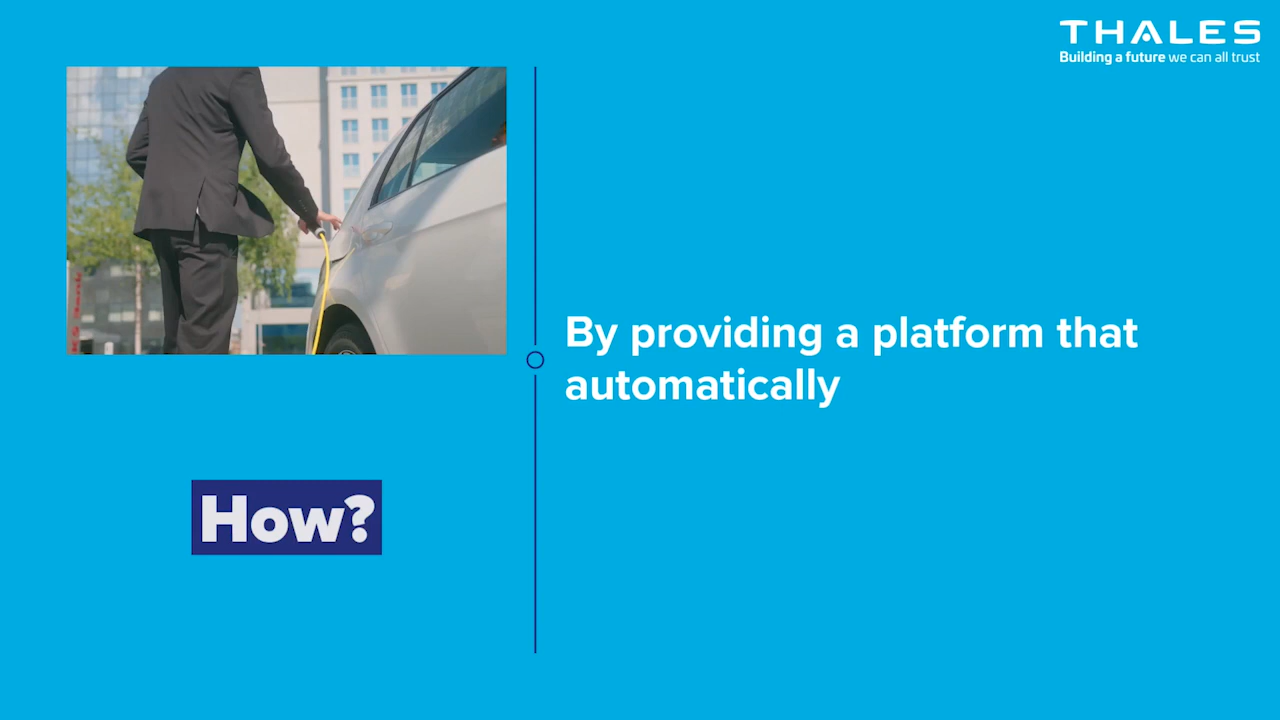 THALES
Building a future we can all trust
By providing a platform that
automatically
How?